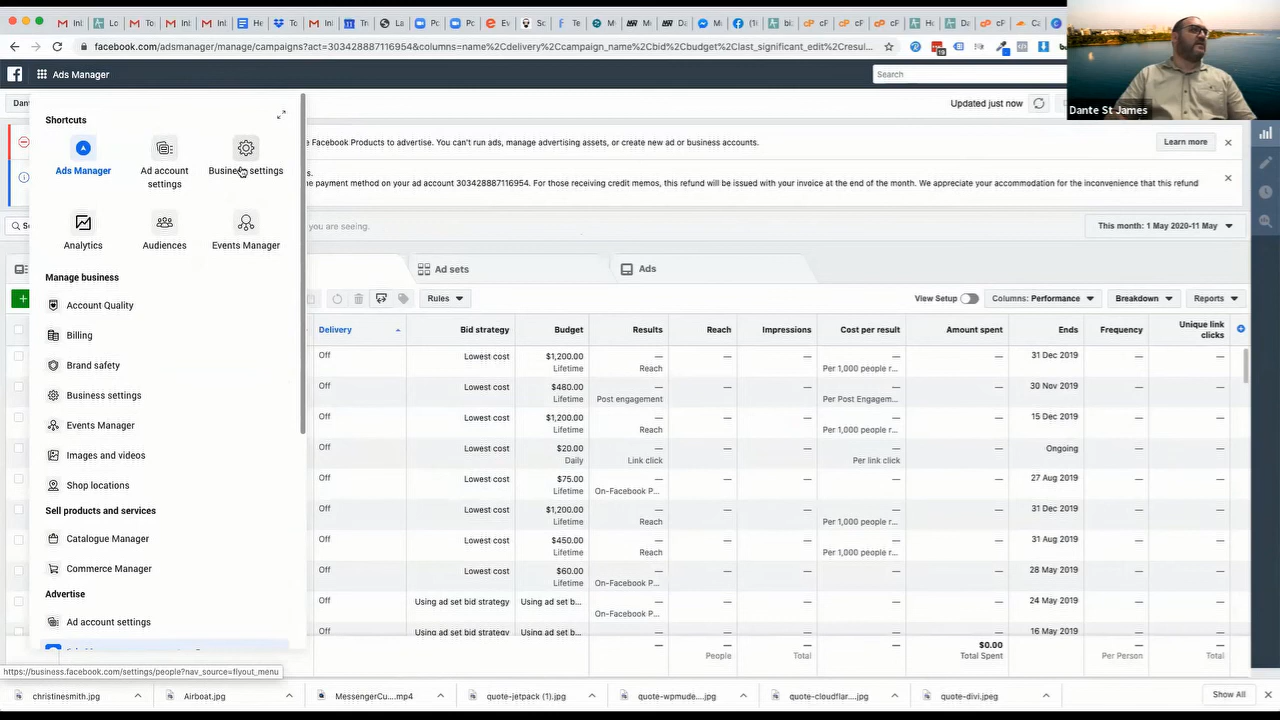 facebook.com/adsmanager/manage/campaigns?act=303428887116954&columns=name%2Cdelivery%2Ccampaign_name%2Cbid%2Cbudget%2Clast_significant_edit%2Cresu...
Ads Manager
Search
Dante St James
Updated just now
Shortcuts
Ads Manager
Ad account settings
Business settings
Analytics
Audiences
Events Manager
Manage business
Account Quality
Billing
Brand safety
Business settings
Events Manager
Images and videos
Shop locations
Sell products and services
Catalogue Manager
Commerce Manager
Advertise
Ad account settings
e Facebook Products to advertise. You can't run ads, manage advertising assets, or create new ad or business accounts.
Learn more
s.
he payment method on your ad account 303428887116954. For those receiving credit memos, this refund will be issued with your invoice at the end of the month. We appreciate your accommodation for the inconvenience that this refund
you are seeing.
This month: 1 May 2020-11 May
Ad sets
Ads
Rules
View Setup
Columns: Performance
Breakdown
Reports
Delivery Bid strategy Budget Results Reach Impressions Cost per result Amount spent Ends Frequency Unique link clicks
Off Lowest cost $1,200.00 — — — — — 31 Dec 2019 — —
Lifetime Reach Per 1,000 people r...
Off Lowest cost $480.00 — — — — — 30 Nov 2019 — —
Lifetime Post engagement Per Post Engagem...
Off Lowest cost $1,200.00 — — — — — 15 Dec 2019 — —
Lifetime Reach Per 1,000 people r...
Off Lowest cost $20.00 — — — — — Ongoing — —
Daily Link click Per link click
Off Lowest cost $75.00 — — — — 27 Aug 2019 — —
Lifetime On-Facebook P...
Off Lowest cost $1,200.00 — — — — — 31 Dec 2019 — —
Lifetime Reach Per 1,000 people r...
Off Lowest cost $450.00 — — — — — 31 Aug 2019 — —
Lifetime Reach Per 1,000 people r...
Off Lowest cost $60.00 — — — — 28 May 2019 — —
Lifetime On-Facebook P...
Off Using ad set bid strategy Using ad set b... — — — — 24 May 2019 — —
On-Facebook P...
Off Using ad set bid strategy Using ad set b... — — — — 16 May 2019 — —
— — — — $0.00 — —
People Total Total Spent Per Person Total
https://business.facebook.com/settings/people?nav_source=flyout_menu
christinesmith.jpg
Airboat.jpg
MessengerCu....mp4
quote-jetpack (1).jpg
quote-wpmude....jpg
quote-cloudflar....jpg
quote-divi.jpeg
Show All